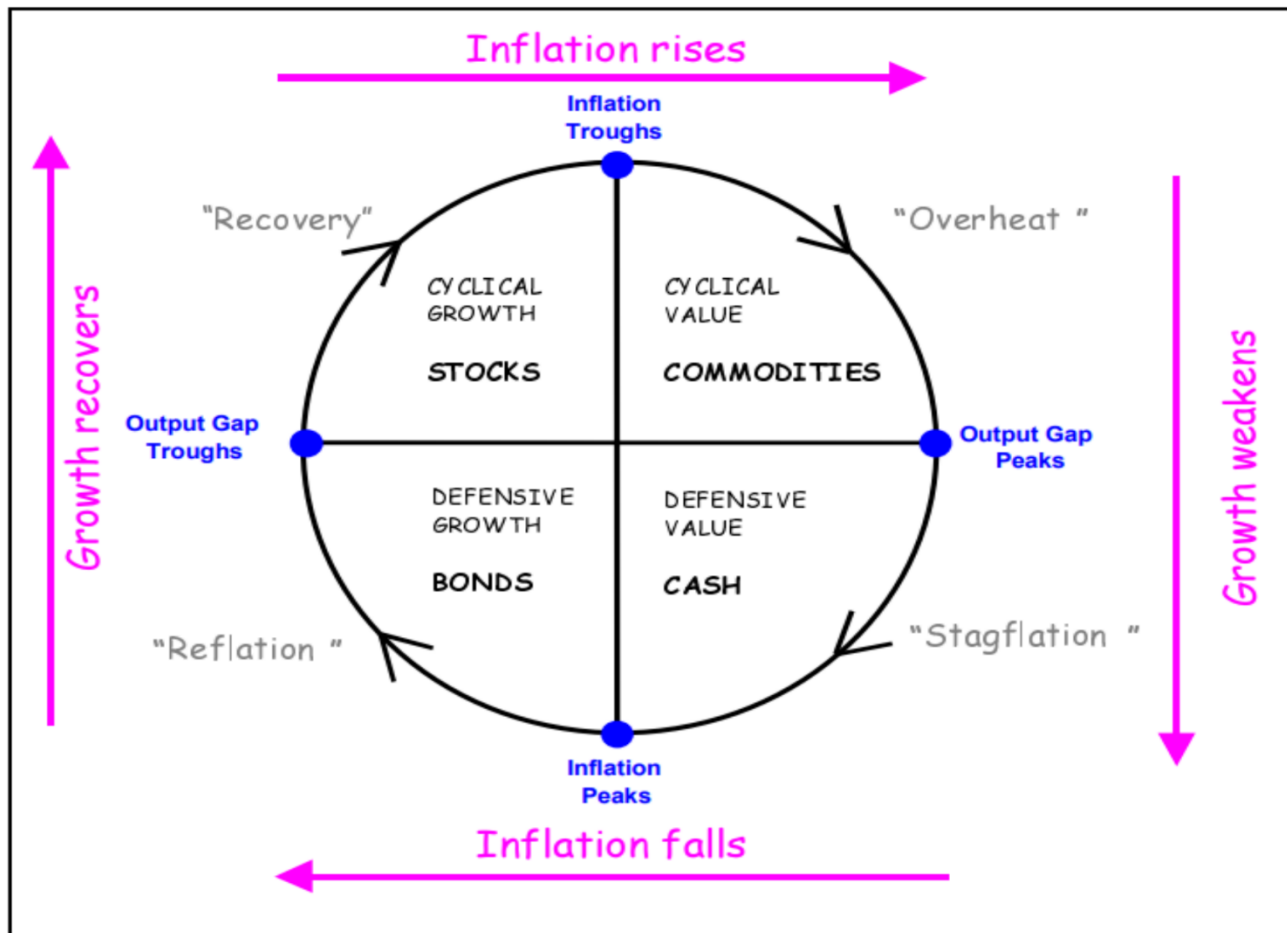 Inflation rises
Inflation
Troughs
“Recovery”
“Overheat ”
CYCLICAL
GROWTH
STOCKS
CYCLICAL
VALUE
COMMODITIES
Growth recovers
Output Gap
Troughs
Output Gap
Peaks
Growth weakens
DEFENSIVE
GROWTH
BONDS
DEFENSIVE
VALUE
CASH
“Reflation ”
“Stagflation ”
Inflation
Peaks
Inflation falls